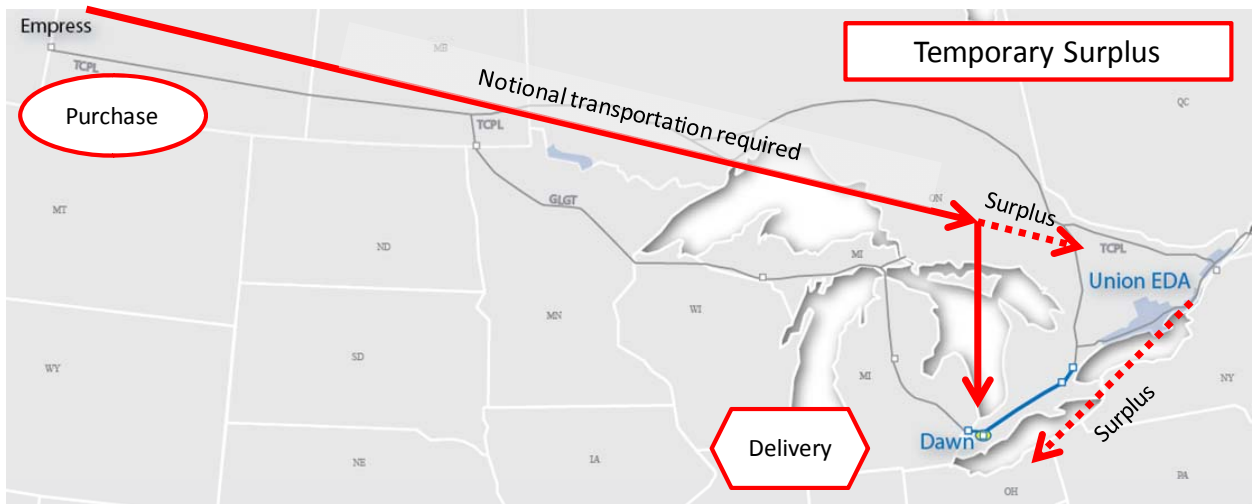 Empress
Temporary Surplus
MB
TCPL
Notional transportation required
QC
Purchase
TCPL
ON
Surplus
GLGT
MT
ND
TCPL
MI
Union EDA
MN
WI
SD
WY
MI
NY
Surplus
Dawn
Delivery
NE
IA
PA
OH